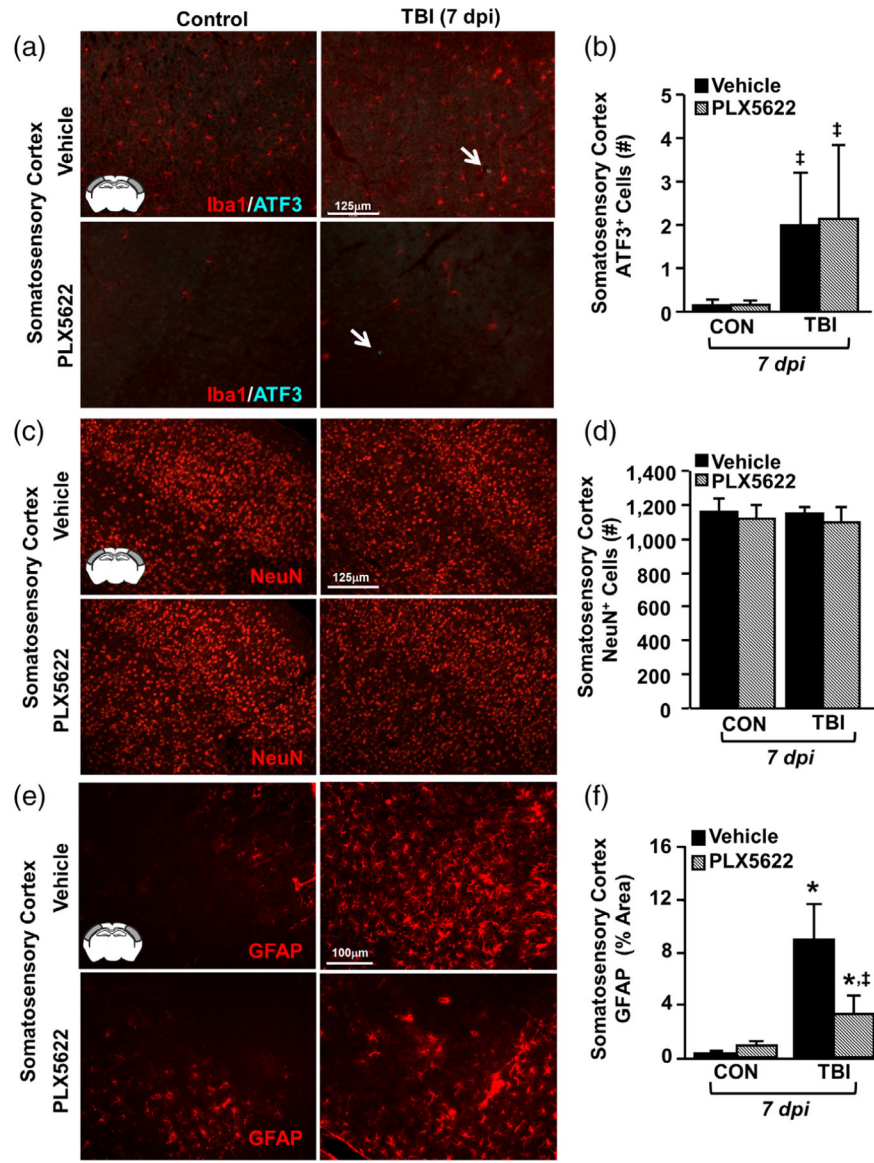 Control
TBI (7 dpi)
(a)
Somatosensory Cortex
Vehicle
Iba1/ATF3
125μm
PLX5622
Iba1/ATF3
(b)
Vehicle
PLX5622
Somatosensory Cortex
ATF3+ Cells (#)
5
4
3
2
1
0
‡
‡
CON
TBI
7 dpi
(c)
Somatosensory Cortex
Vehicle
NeuN
125μm
PLX5622
NeuN
(d)
Vehicle
PLX5622
Somatosensory Cortex
NeuN+ Cells (#)
1,400
1,200
1,000
800
600
400
200
0
CON
TBI
7 dpi
(e)
Somatosensory Cortex
Vehicle
GFAP
100μm
PLX5622
GFAP
(f)
Vehicle
PLX5622
Somatosensory Cortex
GFAP (% Area)
16
12
8
4
0
*
*,‡
CON
TBI
7 dpi